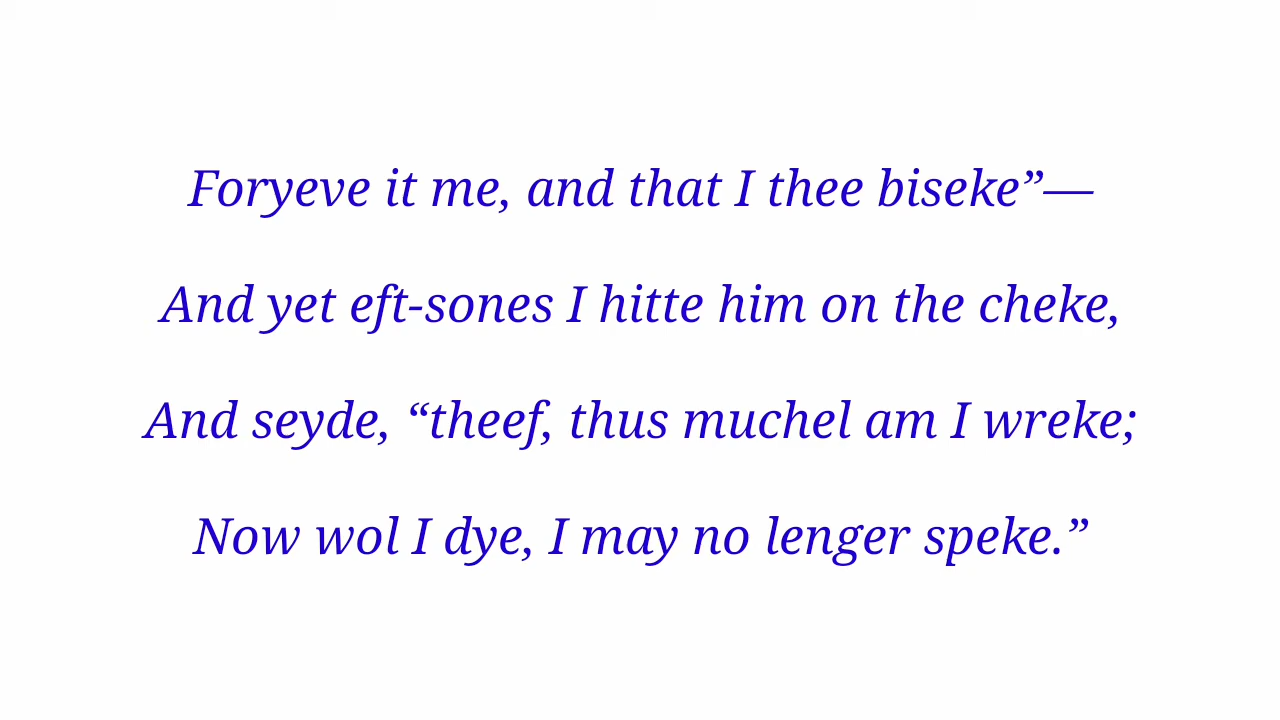 Foryeve it me, and that I thee biseke”—
And yet eft-sones I hitte him on the cheke,
And seyde, “theef, thus muchel am I wreke;
Now wol I dye, I may no lenger speke.”